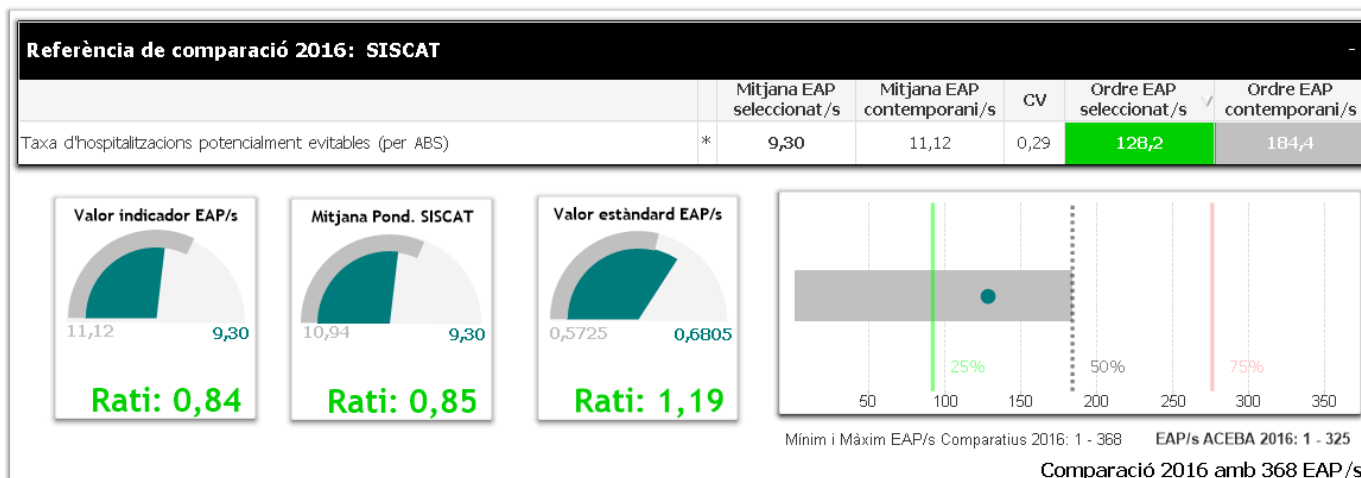 Referència de comparació 2016: SISCAT -
Mitjana EAP seleccionat/s Mitjana EAP contemporani/s CV Ordre EAP seleccionat/s Ordre EAP contemporani/s
Taxa d'hospitalitzacions potencialment evitables (per ABS) * 9,30 11,12 0,29 128,2 184,4
Valor indicador EAP/s
11,12 9,30
Rati: 0,84
Mitjana Pond. SISCAT
10,94 9,30
Rati: 0,85
Valor estàndard EAP/s
0,5725 0,6805
Rati: 1,19
25% 50% 75%
50 100 150 200 250 300 350
Mínim i Màxim EAP/s Comparatius 2016: 1 - 368 EAP/s ACEBA 2016: 1 - 325
Comparació 2016 amb 368 EAP/s